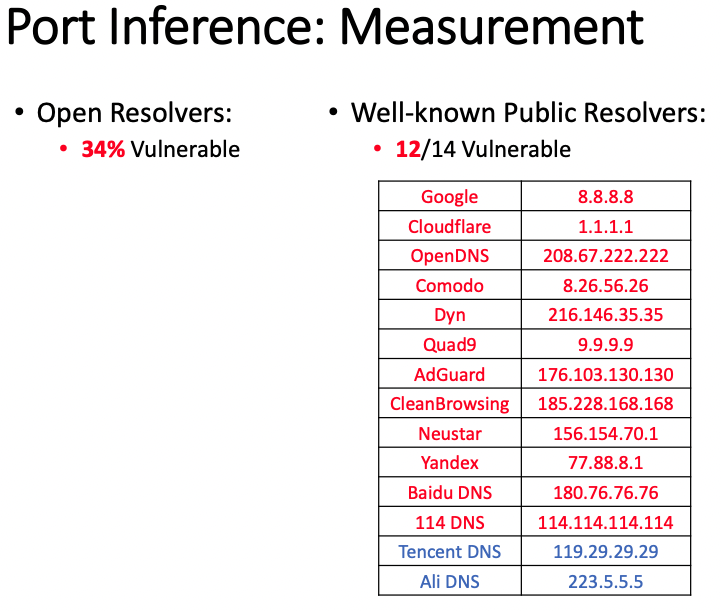 Port Inference: Measurement
• Open Resolvers:
• 34% Vulnerable
• Well-known Public Resolvers:
• 12/14 Vulnerable
Google 8.8.8.8
Cloudflare 1.1.1.1
OpenDNS 208.67.222.222
Comodo 8.26.56.26
Dyn 216.146.35.35
Quad9 9.9.9.9
AdGuard 176.103.130.130
CleanBrowsing 185.228.168.168
Neustar 156.154.70.1
Yandex 77.88.8.1
Baidu DNS 180.76.76.76
114 DNS 114.114.114.114
Tencent DNS 119.29.29.29
Ali DNS 223.5.5.5